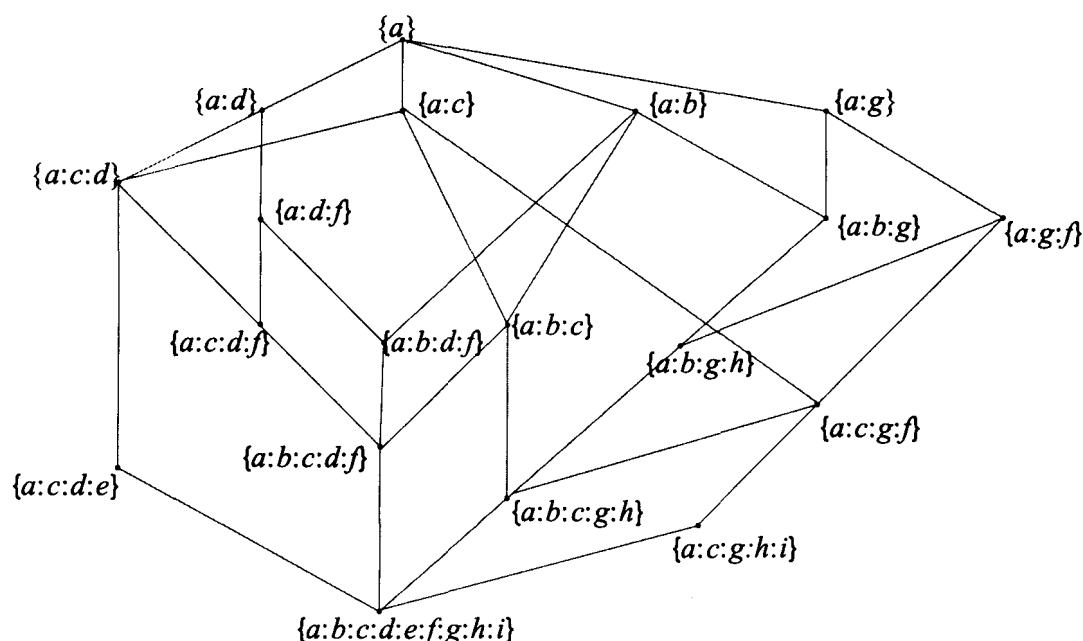 {a}
{a:d}
{a:c}
{a:b}
{a:g}
{a:c:d}
{a:d:f}
{a:b:g}
{a:g:f}
{a:c:d:f}
{a:b:d:f}
{a:b:c}
{a:b:g:h}
{a:c:g:f}
{a:b:c:d:f}
{a:c:d:e}
{a:b:c:g:h}
{a:c:g:h:i}
{a:b:c:d:e:f:g:h:i}